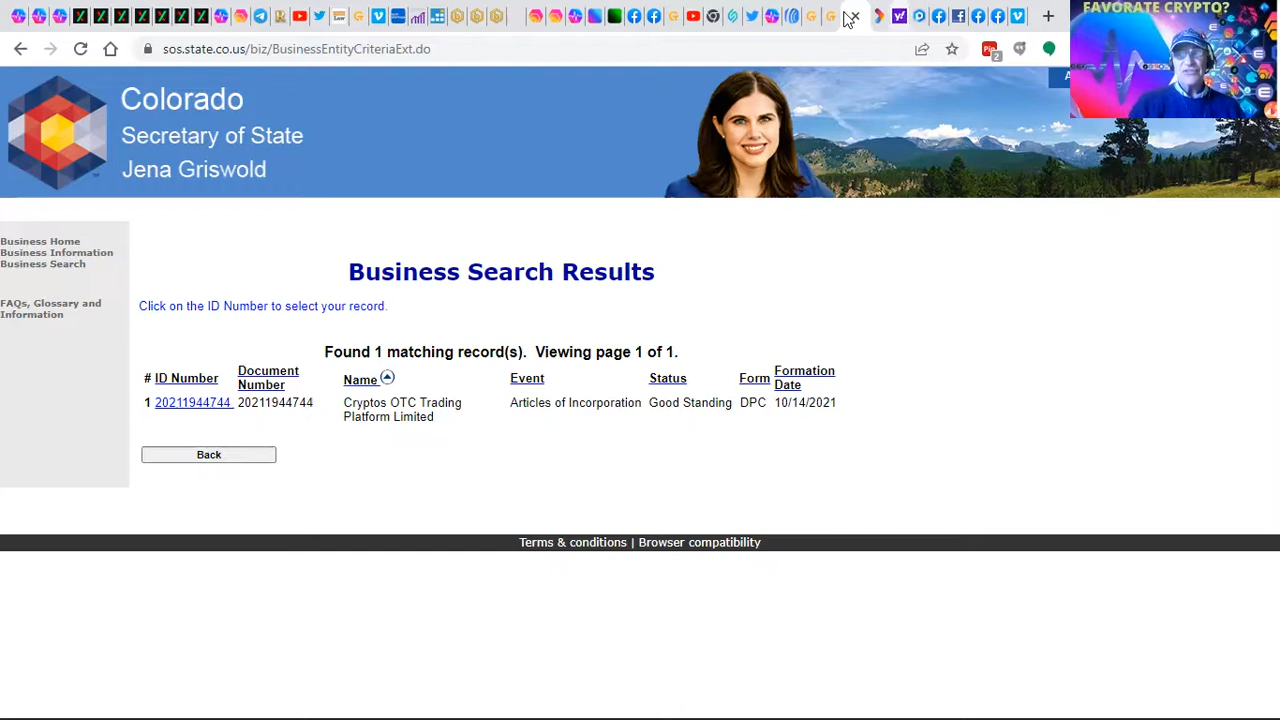 FAVORATE CRYPTO?
sos.state.co.us/biz/BusinessEntityCriteriaExt.do
2
Colorado
Secretary of State
Jena Griswold
Business Home
Business Information
Business Search
FAQs, Glossary and
Information
Business Search Results
Click on the ID Number to select your record.
Found 1 matching record(s). Viewing page 1 of 1.
# ID Number Document Number Name Event Status Form Formation Date
1 20211944744 20211944744 Cryptos OTC Trading Platform Limited Articles of Incorporation Good Standing DPC 10/14/2021
Back
Terms & conditions | Browser compatibility